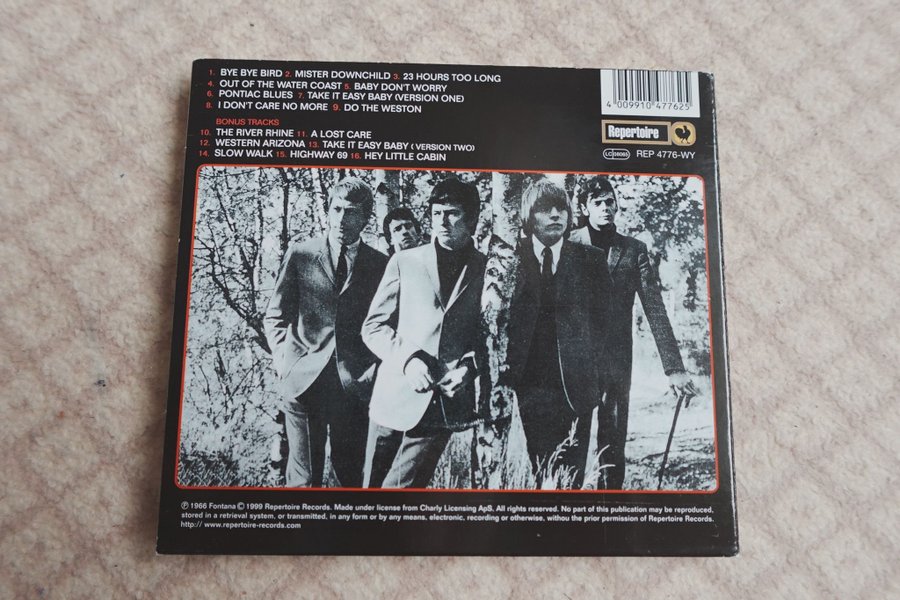 1. BYE BYE BIRD 2. MISTER DOWNCHILD 3. 23 HOURS TOO LONG
4. OUT OF THE WATER COAST 5. BABY DON'T WORRY
6. PONTIAC BLUES 7. TAKE IT EASY BABY (VERSION ONE)
8. I DON'T CARE NO MORE 9. DO THE WESTON
BONUS TRACKS
10. THE RIVER RHINE 11. A LOST CARE
12. WESTERN ARIZONA 13. TAKE IT EASY BABY ( VERSION TWO)
14. SLOW WALK 15. HIGHWAY 69 16. HEY LITTLE CABIN
4 009910 477625
Repertoire
LC 08065 REP 4776-WY
℗ 1966 Fontana © 1999 Repertoire Records. Made under license from Charly Licensing ApS. All rights reserved. No part of this publication may be reproduced,
stored in a retrieval system, or transmitted, in any form or by any means, electronic, recording or otherwise, withou the prior permission of Repertoire Records.
http:// www.repertoire-records.com